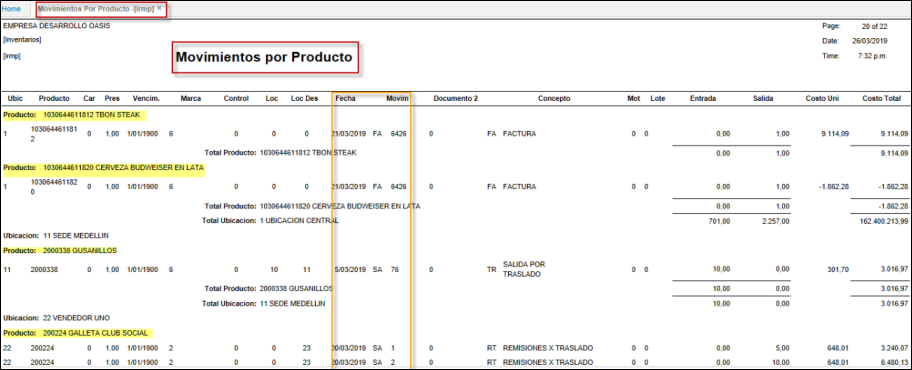 Home Movimientos Por Producto -[irmp] ×
EMPRESA DESARROLLO OASIS Page: 20 of 22
[Inventarios] Date: 26/03/2019
[irmp] Time: 7:32 p.m.
Movimientos por Producto
Ubic Producto Car Pres Vencim. Marca Control Loc Loc Des Fecha Movim Documento 2 Concepto Mot Lote Entrada Salida Costo Uni Costo Total
Producto: 1030644611812 TBON STEAK
1 103064461181 0 1,00 1/01/1900 6 0 0 0 21/03/2019 FA 6426 0 FA FACTURA 0 0 0,00 1,00 9.114,09 9.114,09
2
Total Producto: 1030644611812 TBON STEAK 0,00 1,00 9.114,09
Producto: 1030644611820 CERVEZA BUDWEISER EN LATA
1 103064461182 0 1,00 1/01/1900 6 0 0 0 21/03/2019 FA 6426 0 FA FACTURA 0 0 0,00 1,00 -1.862,28 -1.862,28
0
Total Producto: 1030644611820 CERVEZA BUDWEISER EN LATA 0,00 1,00 -1.862,28
Total Ubicacion: 1 UBICACION CENTRAL 701,00 2.257,00 162.400.213,99
Ubicacion: 11 SEDE MEDELLIN
Producto: 2000338 GUSANILLOS
11 2000338 0 1,00 1/01/1900 6 0 10 11 5/03/2019 SA 76 0 TR SALIDA POR 0 0 10,00 0,00 301,70 3.016,97
TRASLADO
Total Producto: 2000338 GUSANILLOS 10,00 0,00 3.016,97
Total Ubicacion: 11 SEDE MEDELLIN 10,00 0,00 3.016,97
Ubicacion: 22 VENDEDOR UNO
Producto: 200224 GALLETA CLUB SOCIAL
22 200224 0 1,00 1/01/1900 2 0 0 23 20/03/2019 SA 1 0 RT REMISIONES X TRASLADO 0 0 0,00 5,00 648,01 3.240,07
22 200224 0 1,00 1/01/1900 2 0 0 23 20/03/2019 SA 2 0 RT REMISIONES X TRASLADO 0 0 0,00 10,00 648,01 6.480,13